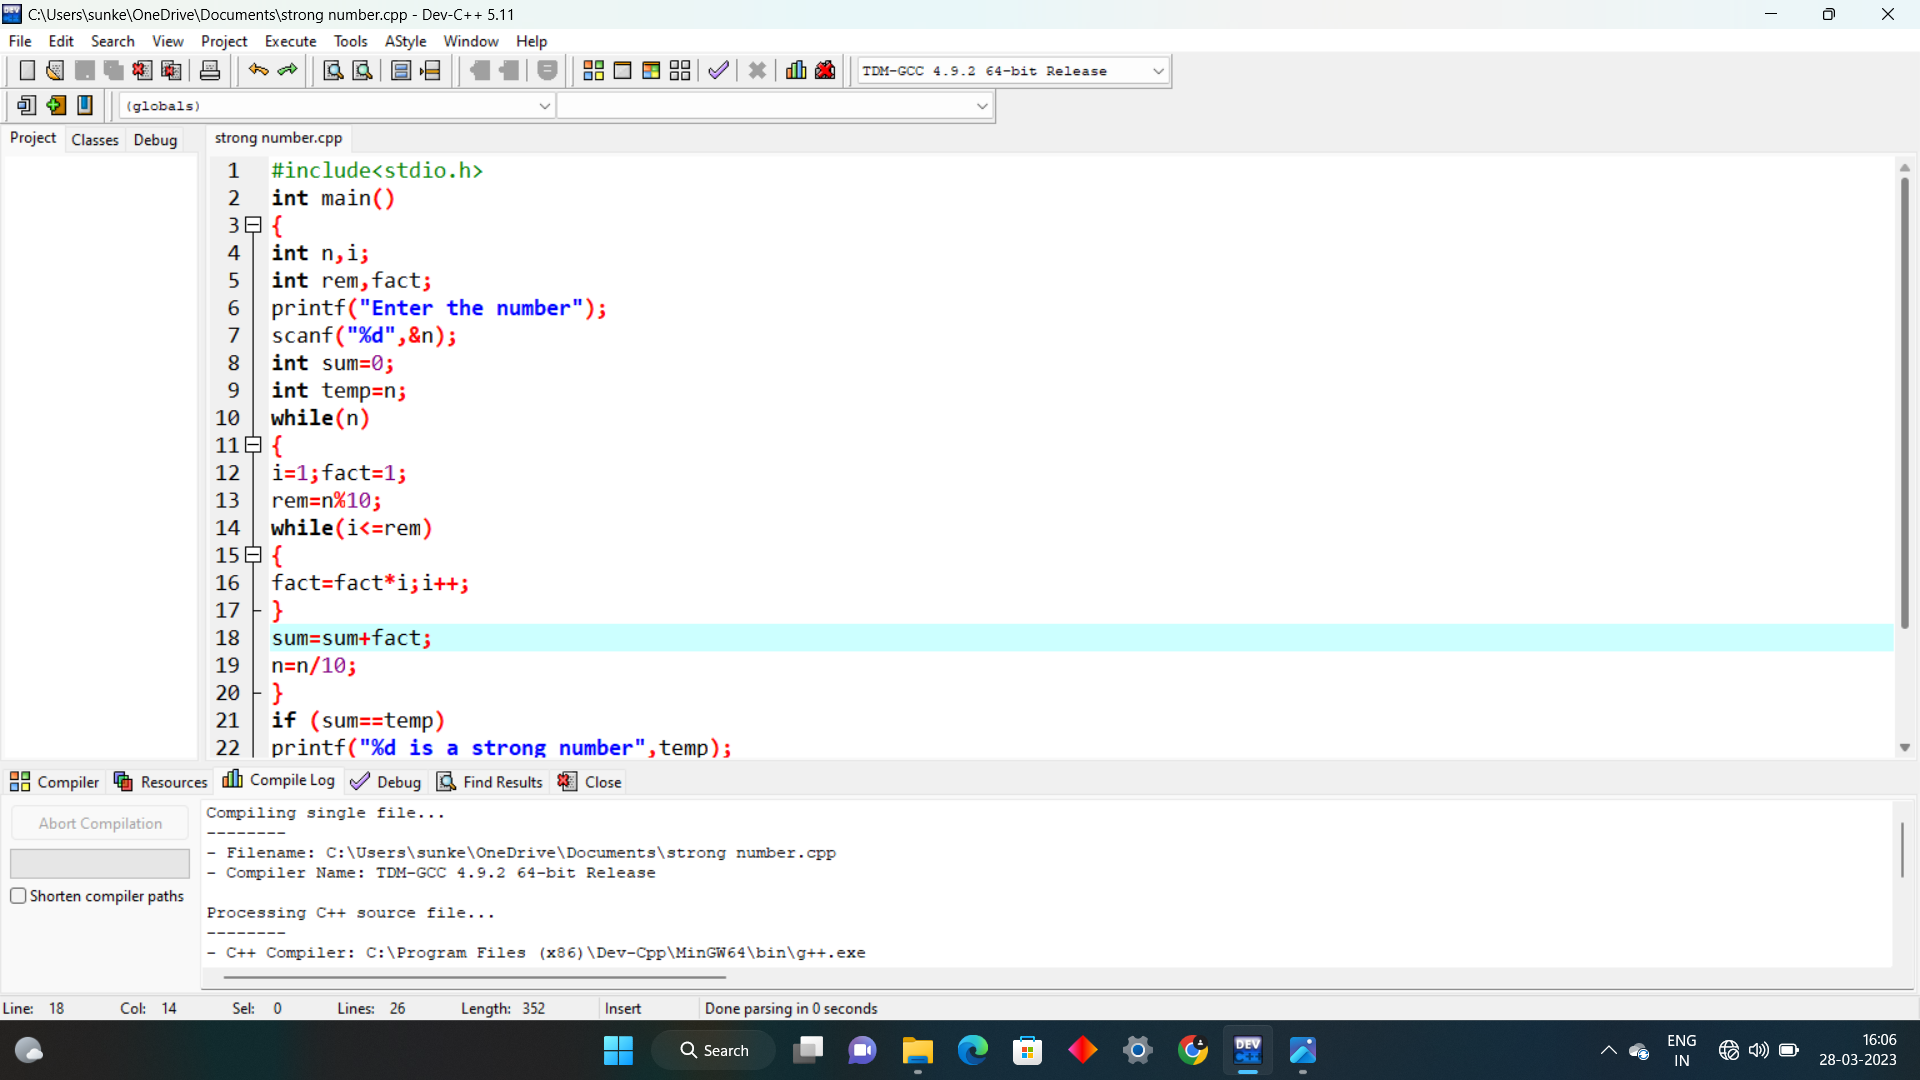 C:\Users\sunke\OneDrive\Documents\strong number.cpp - Dev-C++ 5.11
File Edit Search View Project Execute Tools AStyle Window Help
TDM-GCC 4.9.2 64-bit Release
(globals)
Project Classes Debug
strong number.cpp
1 #include<stdio.h>
2 int main()
3 {
4 int n,i;
5 int rem,fact;
6 printf("Enter the number");
7 scanf("%d",&n);
8 int sum=0;
9 int temp=n;
10 while(n)
11 {
12 i=1;fact=1;
13 rem=n%10;
14 while(i<=rem)
15 {
16 fact=fact*i;i++;
17 }
18 sum=sum+fact;
19 n=n/10;
20 }
21 if (sum==temp)
22 printf("%d is a strong number",temp);
Compiler Resources Compile Log Debug Find Results Close
Abort Compilation
Shorten compiler paths
Compiling single file...
--------
- Filename: C:\Users\sunke\OneDrive\Documents\strong number.cpp
- Compiler Name: TDM-GCC 4.9.2 64-bit Release
Processing C++ source file...
--------
- C++ Compiler: C:\Program Files (x86)\Dev-Cpp\MinGW64\bin\g++.exe
Line: 18 Col: 14 Sel: 0 Lines: 26 Length: 352 Insert Done parsing in 0 seconds
Search
DEV
C++
ENG
IN
16:06
28-03-2023